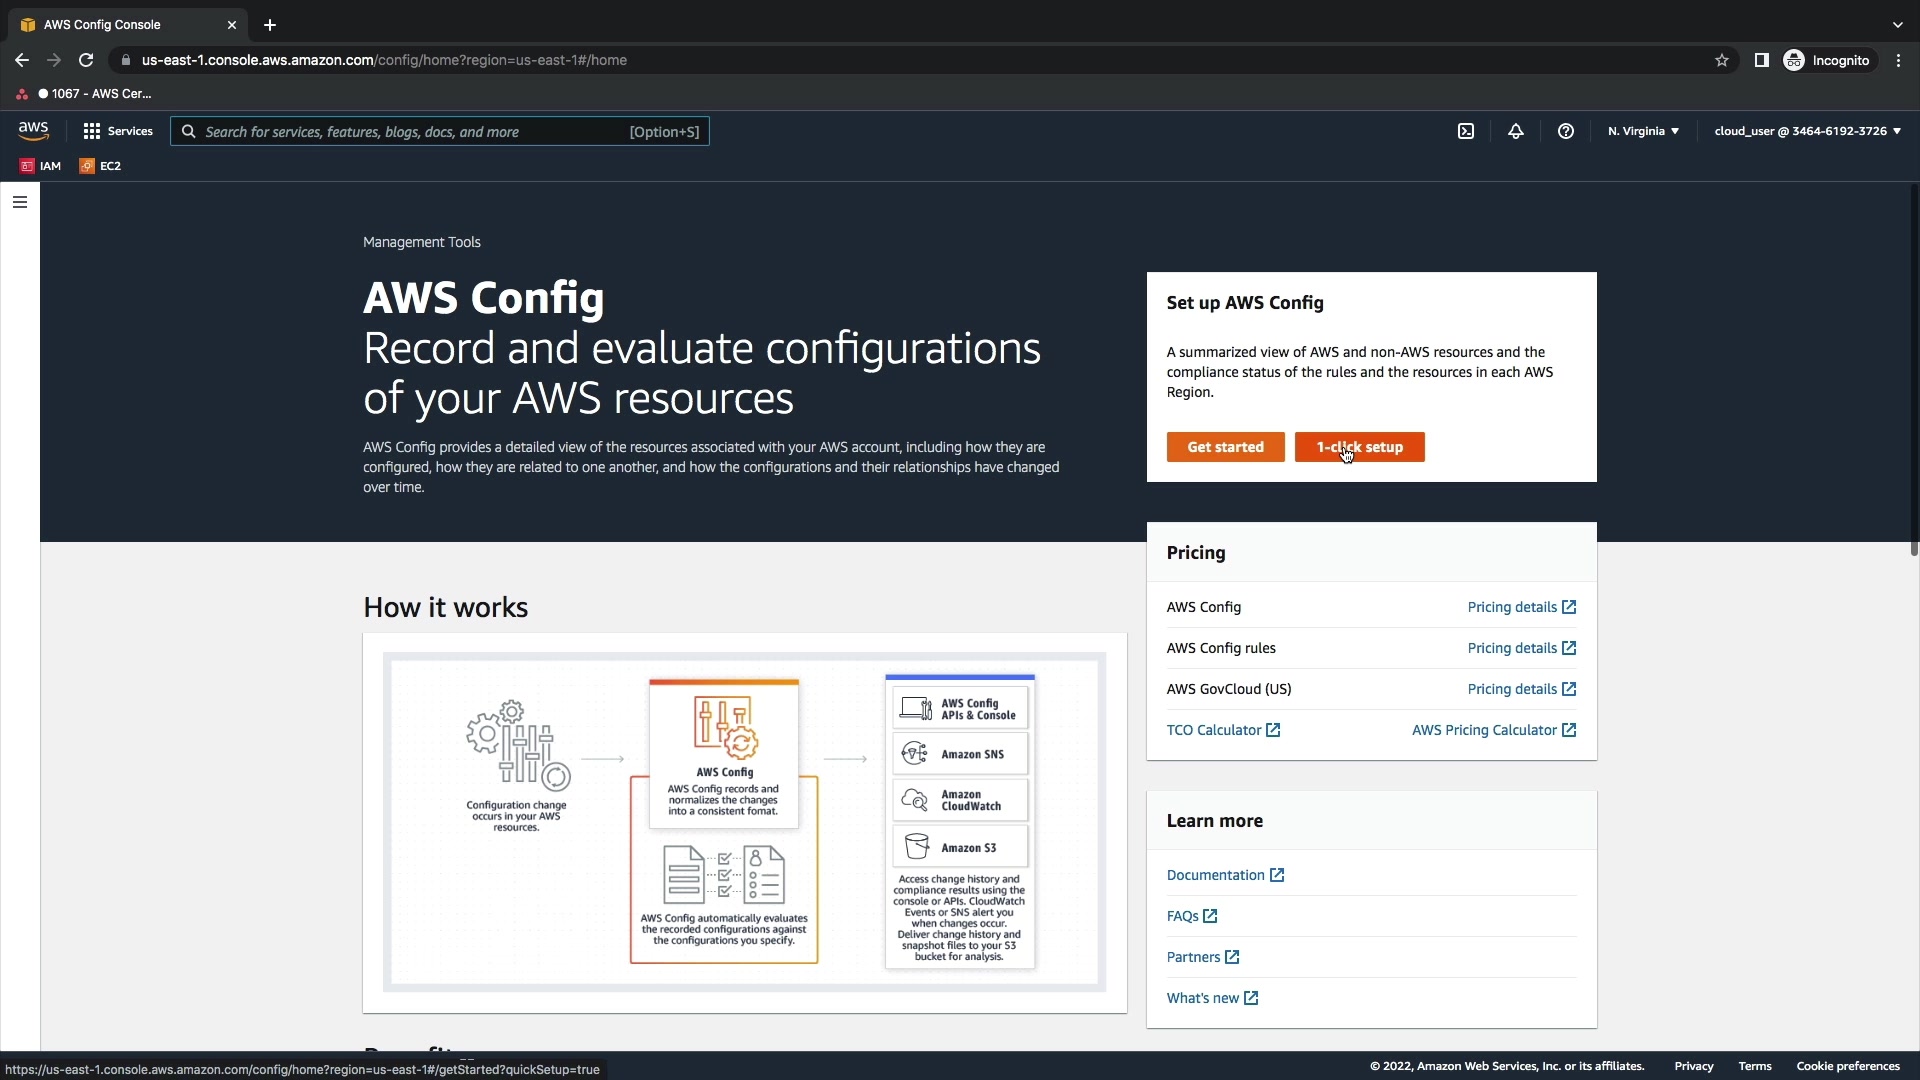 AWS Config Console
us-east-1.console.aws.amazon.com/config/home?region=us-east-1#/home
Incognito
1067 - AWS Cer...
aws
Services
Search for services, features, blogs, docs, and more
[Option+S]
N. Virginia
cloud_user @ 3464-6192-3726
IAM
EC2
Management Tools
AWS Config
Record and evaluate configurations
of your AWS resources
AWS Config provides a detailed view of the resources associated with your AWS account, including how they are
configured, how they are related to one another, and how the configurations and their relationships have changed
over time.
Set up AWS Config
A summarized view of AWS and non-AWS resources and the
compliance status of the rules and the resources in each AWS
Region.
Get started
1-click setup
Pricing
AWS Config
Pricing details
AWS Config rules
Pricing details
AWS GovCloud (US)
Pricing details
TCO Calculator
AWS Pricing Calculator
How it works
Configuration change
occurs in your AWS
resources.
AWS Config
AWS Config records and
normalizes the changes
into a consistent fomat.
AWS Config automatically evaluates
the recorded configurations against
the configurations you specify.
AWS Config
APIs & Console
Amazon SNS
Amazon
CloudWatch
Amazon S3
Access change history and
compliance results using the
console or APIs. CloudWatch
Events or SNS alert you
when changes occur.
Deliver change history and
snapshot files to your S3
bucket for analysis.
Learn more
Documentation
FAQs
Partners
What's new
https://us-east-1.console.aws.amazon.com/config/home?region=us-east-1#/getStarted?quickSetup=true
© 2022, Amazon Web Services, Inc. or its affiliates.
Privacy
Terms
Cookie preferences